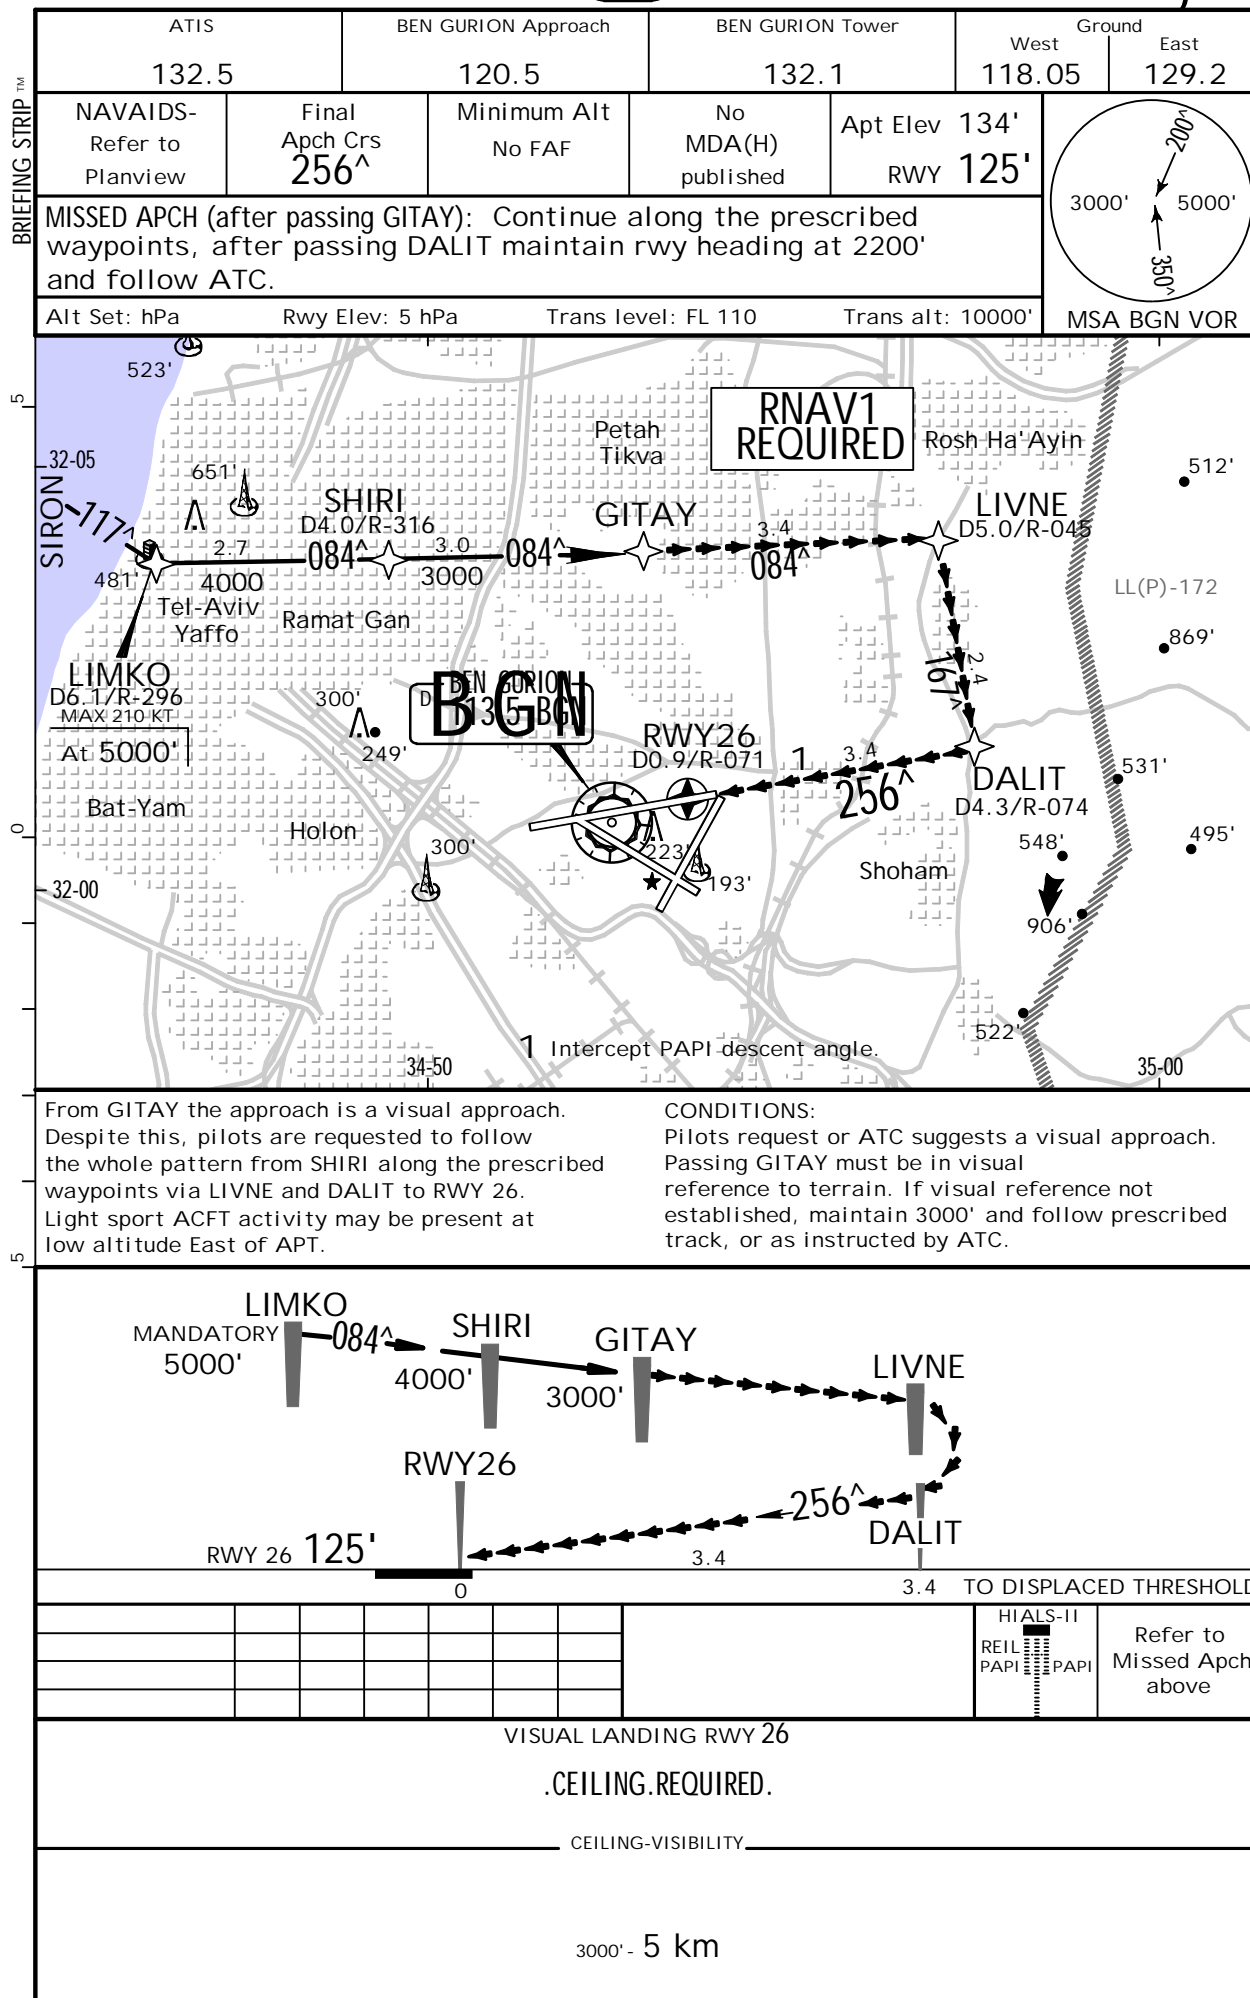 BRIEFING STRIP TM
ATIS
132.5
BEN GURION Approach
120.5
BEN GURION Tower
132.1
Ground
West
118.05
East
129.2
NAVAIDS-
Refer to
Planview
Final
Apch Crs
256^
Minimum Alt
No FAF
No
MDA(H)
published
Apt Elev 134'
RWY 125'
200^
3000' 5000'
350^
MSA BGN VOR
MISSED APCH (after passing GITAY): Continue along the prescribed
waypoints, after passing DALIT maintain rwy heading at 2200'
and follow ATC.
Alt Set: hPa Rwy Elev: 5 hPa Trans level: FL 110 Trans alt: 10000'
523'
5
RNAV1
REQUIRED
Petah
Tikva
Rosh Ha'Ayin
32-05
512'
651'
SIRON
117^
SHIRI
D4.0/R-316
GITAY
LIVNE
D5.0/R-045
2.7
084^
3.0
084^
3.4
084^
481'
4000
3000
LL(P)-172
Tel-Aviv
Yaffo
Ramat Gan
869'
LIMKO
D6.1/R-296
MAX 210 KT
At 5000'
2.4
167^
300'
249'
BEN GURION
D 113.5 BGN
BGN
RWY26
D0.9/R-071
1
3.4
256^
DALIT
D4.3/R-074
531'
Bat-Yam
Holon
0
300'
223'
193'
Shoham
548'
495'
32-00
906'
522'
1 Intercept PAPI descent angle.
34-50
35-00
From GITAY the approach is a visual approach.
Despite this, pilots are requested to follow
the whole pattern from SHIRI along the prescribed
waypoints via LIVNE and DALIT to RWY 26.
Light sport ACFT activity may be present at
low altitude East of APT.
CONDITIONS:
Pilots request or ATC suggests a visual approach.
Passing GITAY must be in visual
reference to terrain. If visual reference not
established, maintain 3000' and follow prescribed
track, or as instructed by ATC.
5
LIMKO
MANDATORY
5000'
084^
SHIRI
4000'
GITAY
3000'
LIVNE
RWY26
256^
DALIT
RWY 26 125'
3.4
0
3.4 TO DISPLACED THRESHOLD
HIALS-II
REIL
PAPI PAPI
Refer to
Missed Apch
above
VISUAL LANDING RWY 26
.CEILING.REQUIRED.
CEILING-VISIBILITY
3000'- 5 km